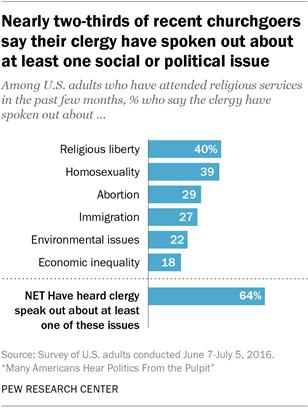 Nearly two-thirds of recent churchgoers
say their clergy have spoken out about
at least one social or political issue
Among U.S. adults who have attended religious services
in the past few months, % who say the clergy have
spoken out about ...
Religious liberty 40%
Homosexuality 39
Abortion 29
Immigration 27
Environmental issues 22
Economic inequality 18
NET Have heard clergy
speak out about at least 64%
one of these issues
Source: Survey of U.S. adults conducted June 7-July 5, 2016.
"Many Americans Hear Politics From the Pulpit"
PEW RESEARCH CENTER